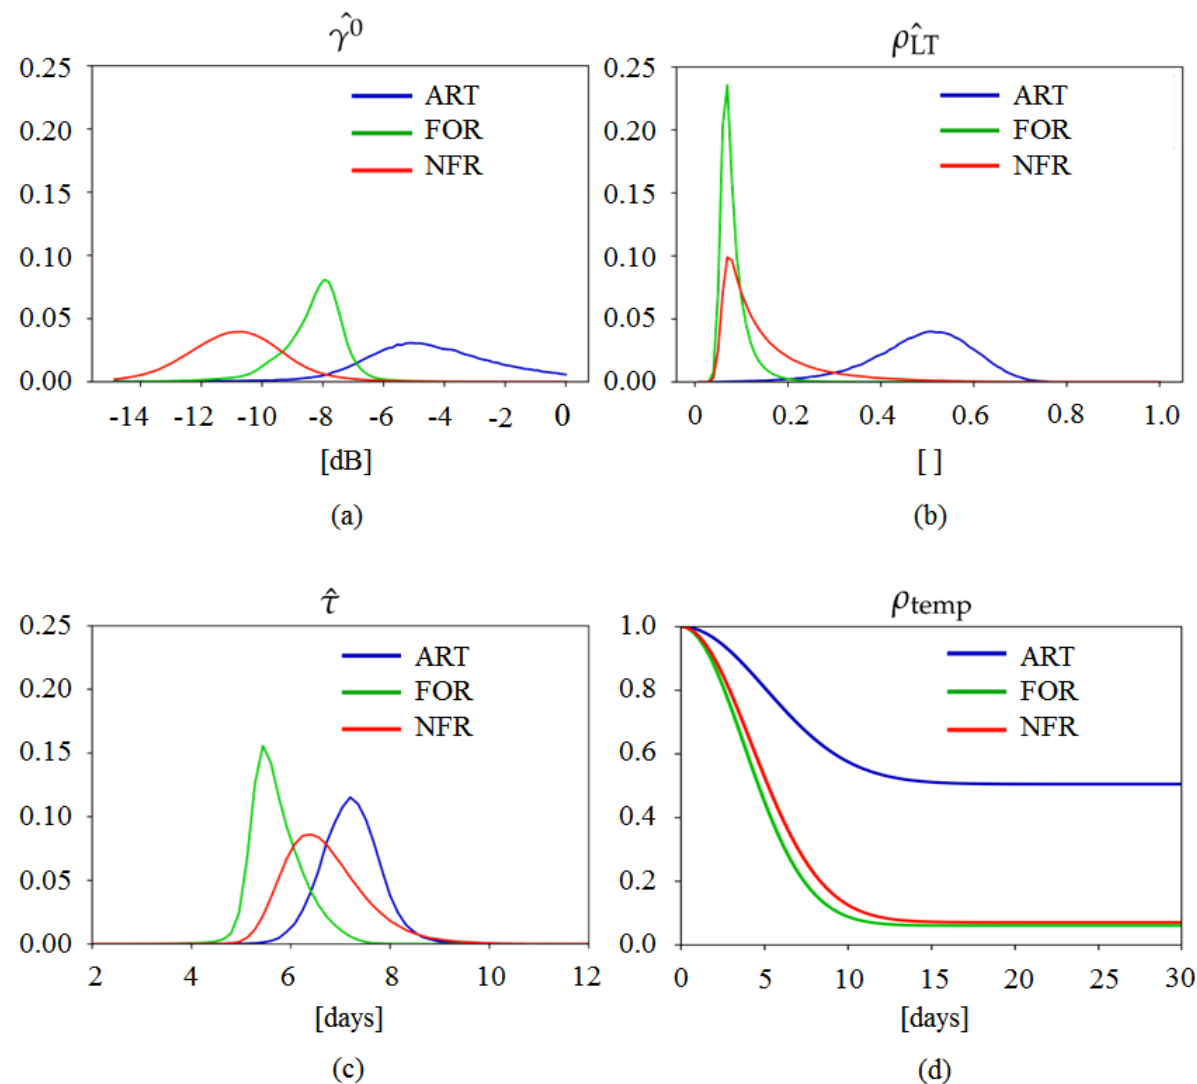 γ̂⁰
0.25
0.20
0.15
0.10
0.05
0.00
ART
FOR
NFR
-14 -12 -10 -8 -6 -4 -2 0
[dB]
(a)
ρL̂T
0.25
0.20
0.15
0.10
0.05
0.00
ART
FOR
NFR
0 0.2 0.4 0.6 0.8 1.0
[ ]
(b)
τ̂
0.25
0.20
0.15
0.10
0.05
0.00
ART
FOR
NFR
2 4 6 8 10 12
[days]
(c)
ρtemp
1.0
0.8
0.6
0.4
0.2
0.0
ART
FOR
NFR
0 5 10 15 20 25 30
[days]
(d)